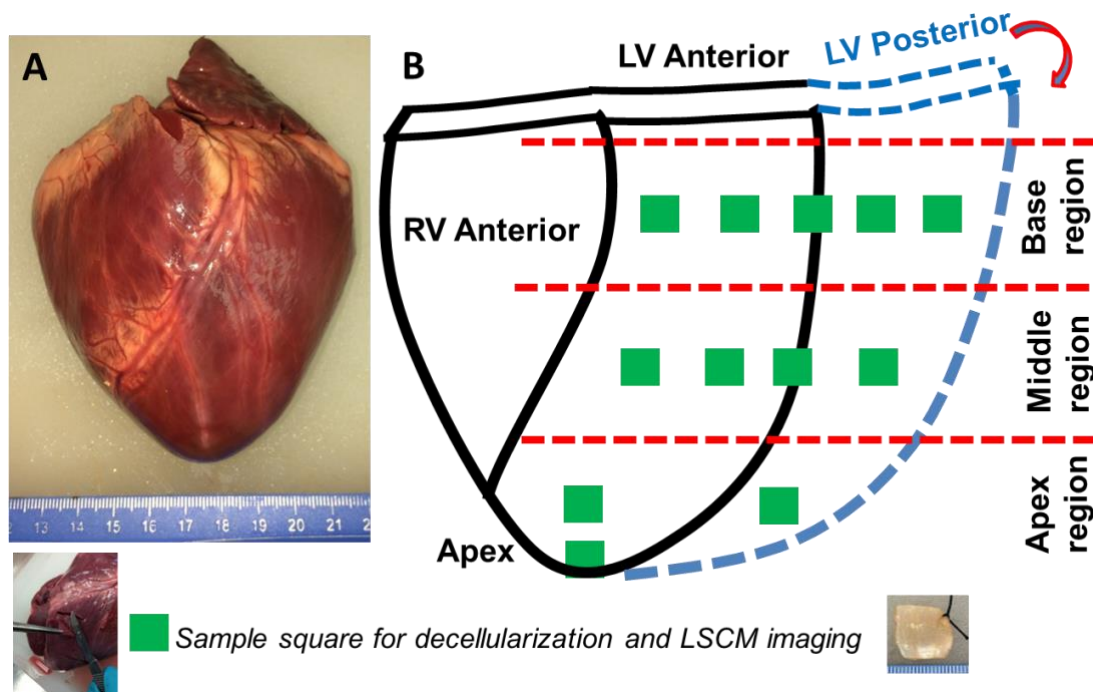 A
B
LV Anterior
LV Posterior
RV Anterior
Base
region
Middle
region
Apex
region
Apex
13 14 15 16 17 18 19 20 21
Sample square for decellularization and LSCM imaging